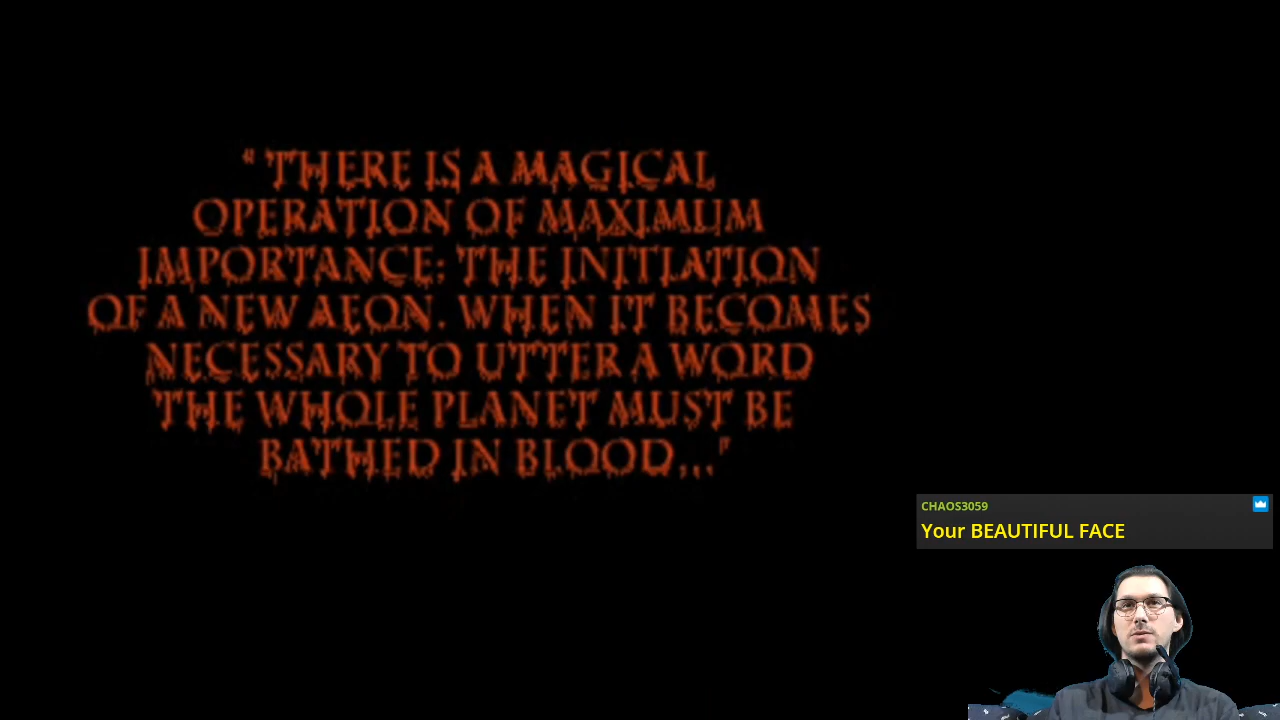 “ THERE IS A MAGICAL
OPERATION OF MAXIMUM
IMPORTANCE; THE INITIATION
OF A NEW AEON. WHEN IT BECOMES
NECESSARY TO UTTER A WORD
THE WHOLE PLANET MUST BE
BATHED IN BLOOD...”
CHAOS3059
Your BEAUTIFUL FACE